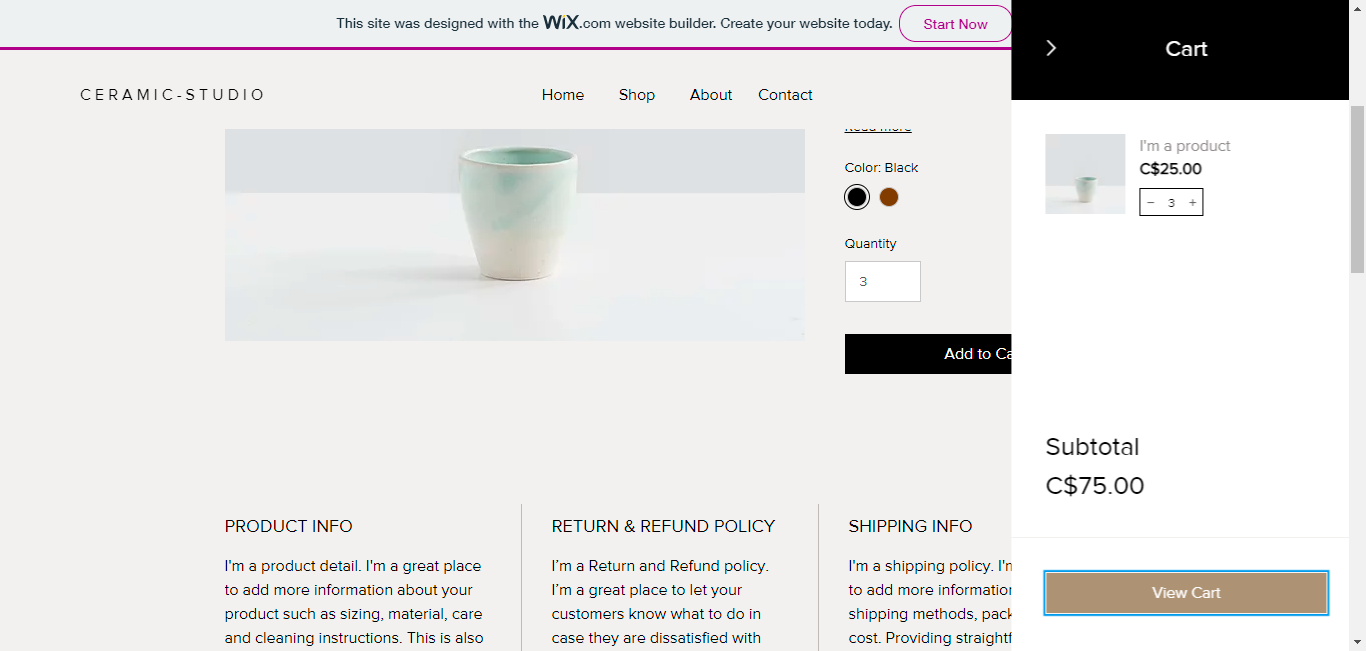 This site was designed with the WiX.com website builder. Create your website today.
Start Now
CERAMIC-STUDIO
Home
Shop
About
Contact
Read more
Color: Black
Quantity
3
Add to Ca
PRODUCT INFO
I'm a product detail. I'm a great place
to add more information about your
product such as sizing, material, care
and cleaning instructions. This is also
RETURN & REFUND POLICY
I’m a Return and Refund policy.
I’m a great place to let your
customers know what to do in
case they are dissatisfied with
SHIPPING INFO
I'm a shipping policy. I'm
to add more information
shipping methods, pack
cost. Providing straightf
Cart
I'm a product
C$25.00
− 3 +
Subtotal
C$75.00
View Cart